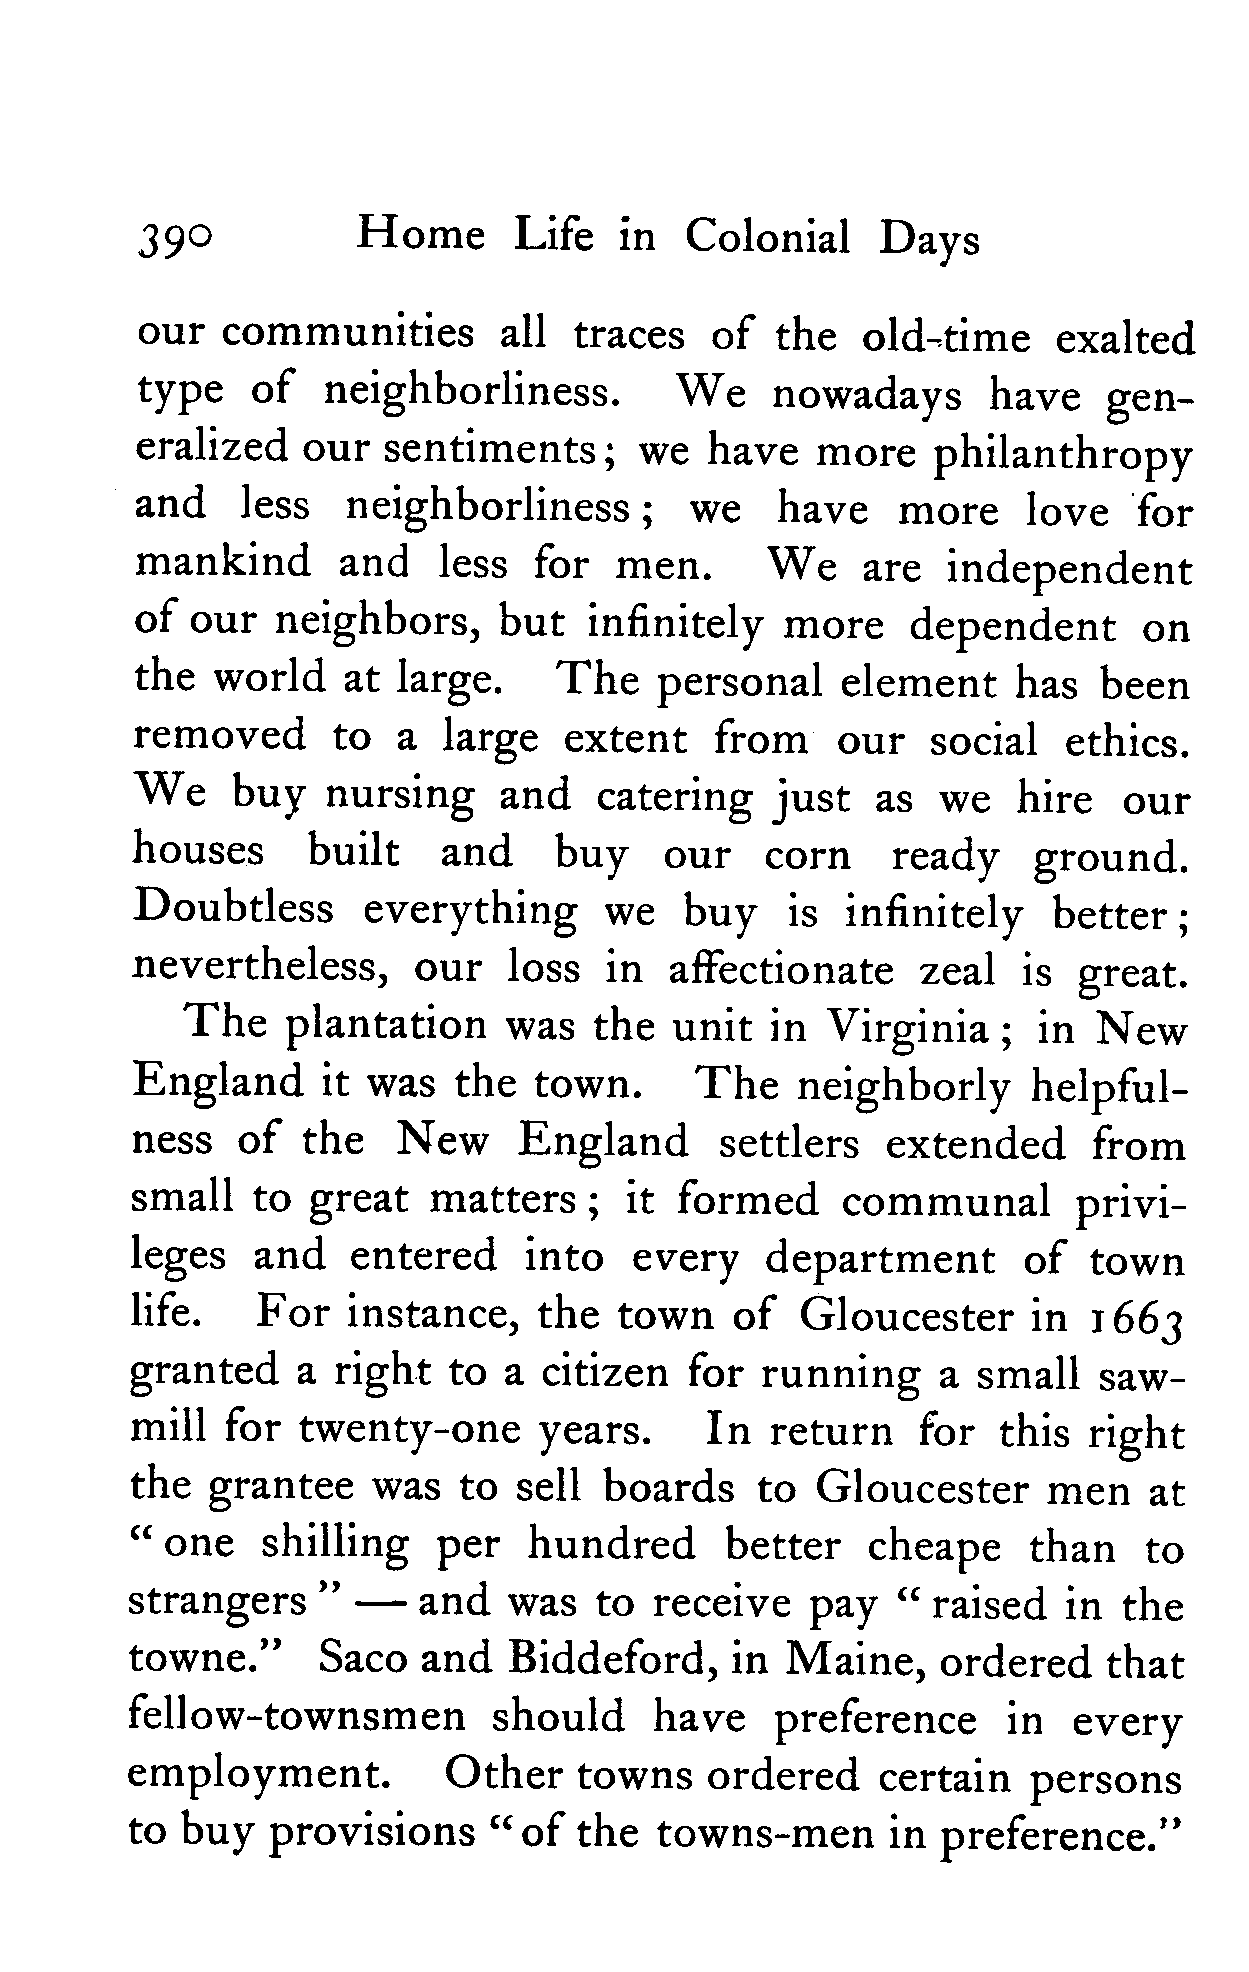 390 Home Life in Colonial Days
our communities all traces of the old-time exalted
type of neighborliness. We nowadays have gen-
eralized our sentiments; we have more philanthropy
and less neighborliness; we have more love for
mankind and less for men. We are independent
of our neighbors, but infinitely more dependent on
the world at large. The personal element has been
removed to a large extent from our social ethics.
We buy nursing and catering just as we hire our
houses built and buy our corn ready ground.
Doubtless everything we buy is infinitely better;
nevertheless, our loss in affectionate zeal is great.
The plantation was the unit in Virginia; in New
England it was the town. The neighborly helpful-
ness of the New England settlers extended from
small to great matters; it formed communal privi-
leges and entered into every department of town
life. For instance, the town of Gloucester in 1663
granted a right to a citizen for running a small saw-
mill for twenty-one years. In return for this right
the grantee was to sell boards to Gloucester men at
“one shilling per hundred better cheape than to
strangers” — and was to receive pay “raised in the
towne.” Saco and Biddeford, in Maine, ordered that
fellow-townsmen should have preference in every
employment. Other towns ordered certain persons
to buy provisions “of the towns-men in preference.”